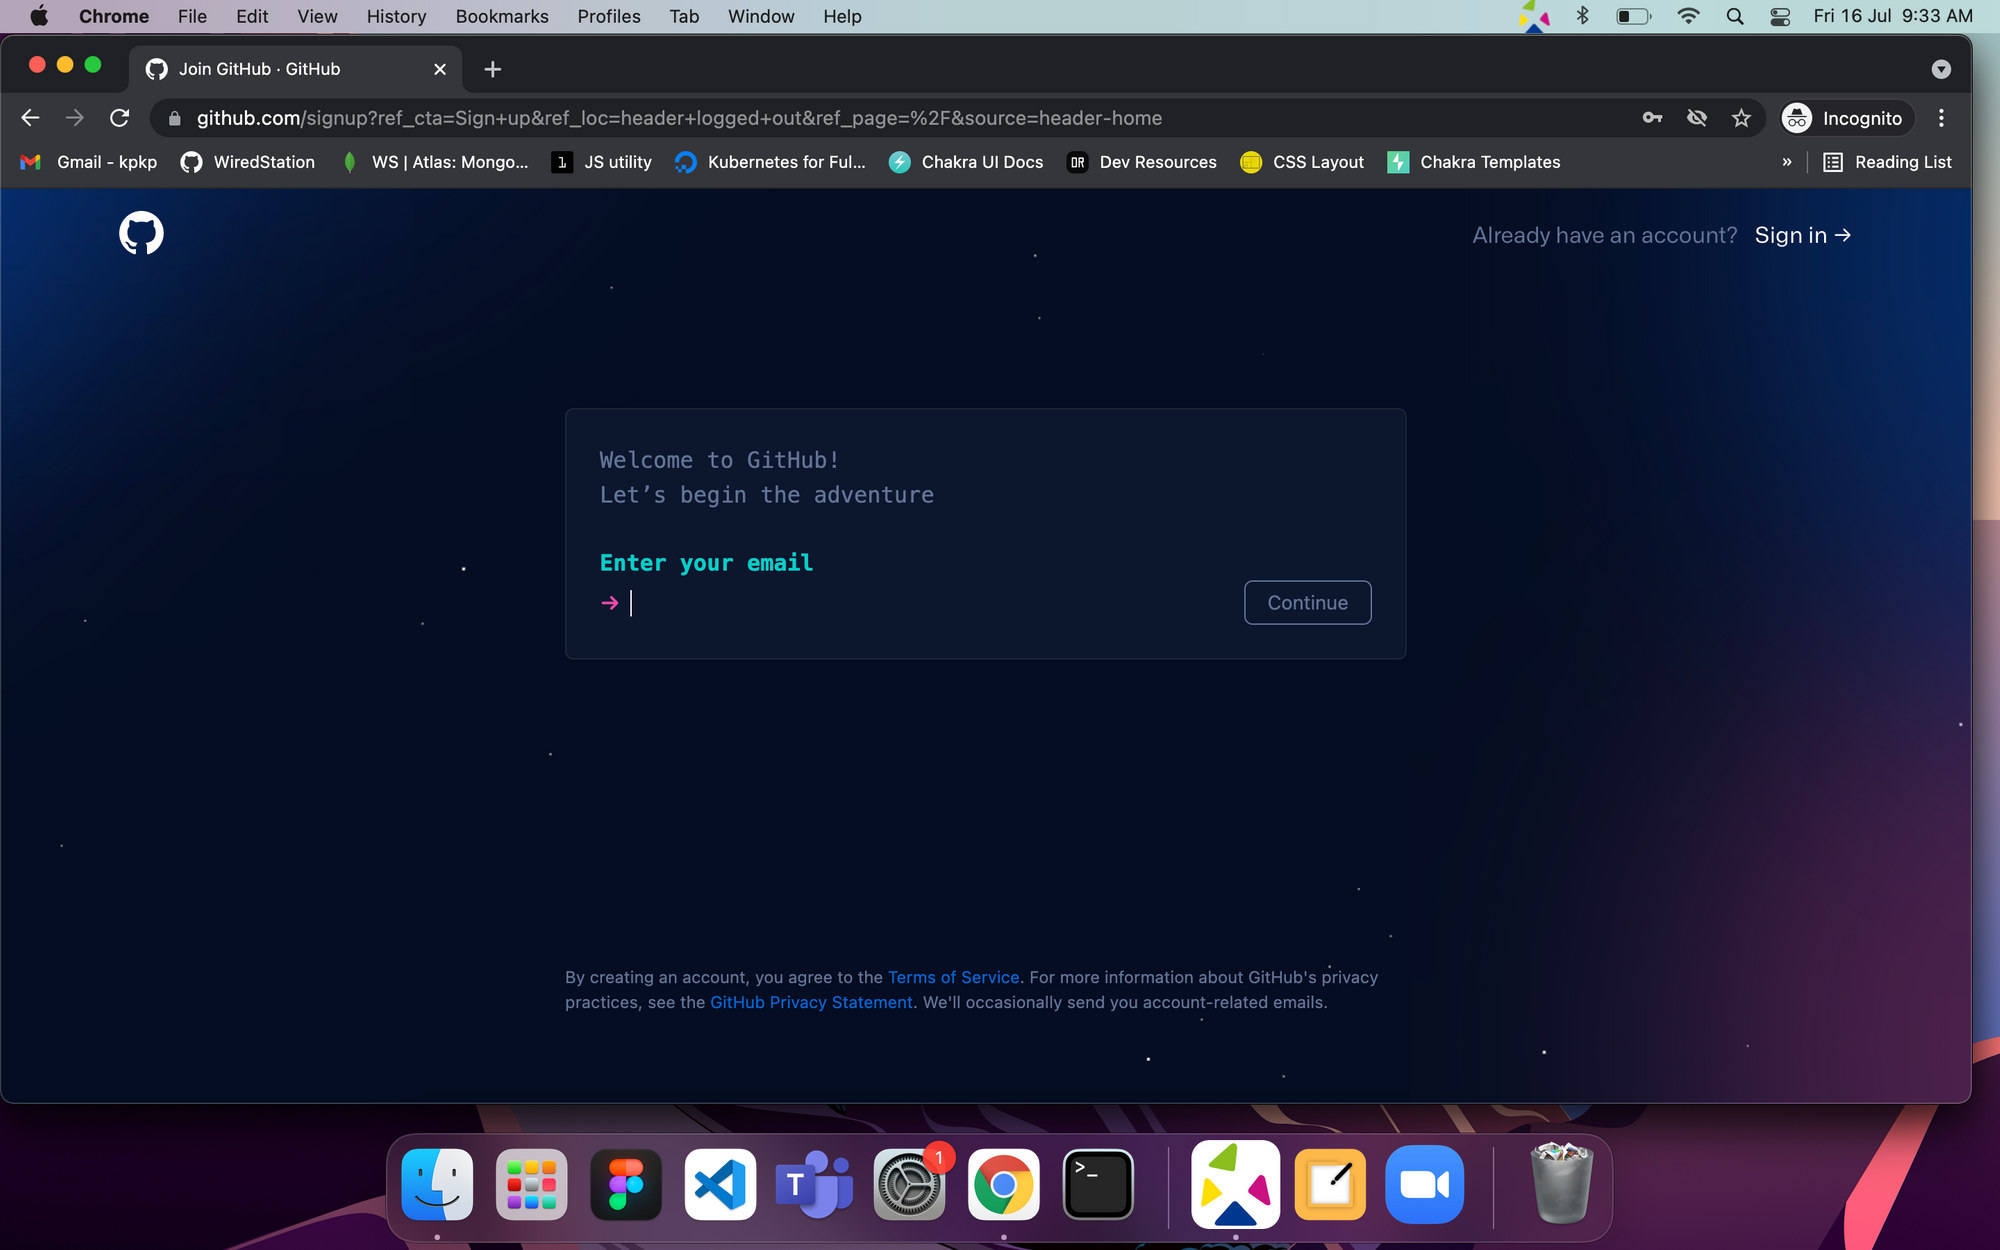 Chrome File Edit View History Bookmarks Profiles Tab Window Help Fri 16 Jul 9:33 AM
Join GitHub · GitHub
github.com/signup?ref_cta=Sign+up&ref_loc=header+logged+out&ref_page=%2F&source=header-home Incognito
Gmail - kpkp WiredStation WS | Atlas: Mongo... 1 JS utility Kubernetes for Ful... Chakra UI Docs DR Dev Resources CSS Layout Chakra Templates » Reading List
Already have an account? Sign in →
Welcome to GitHub!
Let’s begin the adventure
Enter your email
→ Continue
By creating an account, you agree to the Terms of Service. For more information about GitHub's privacy
practices, see the GitHub Privacy Statement. We'll occasionally send you account-related emails.
T 1 >_